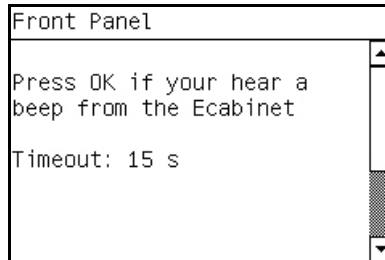 Front Panel
Press OK if your hear a
beep from the Ecabinet
Timeout: 15 s